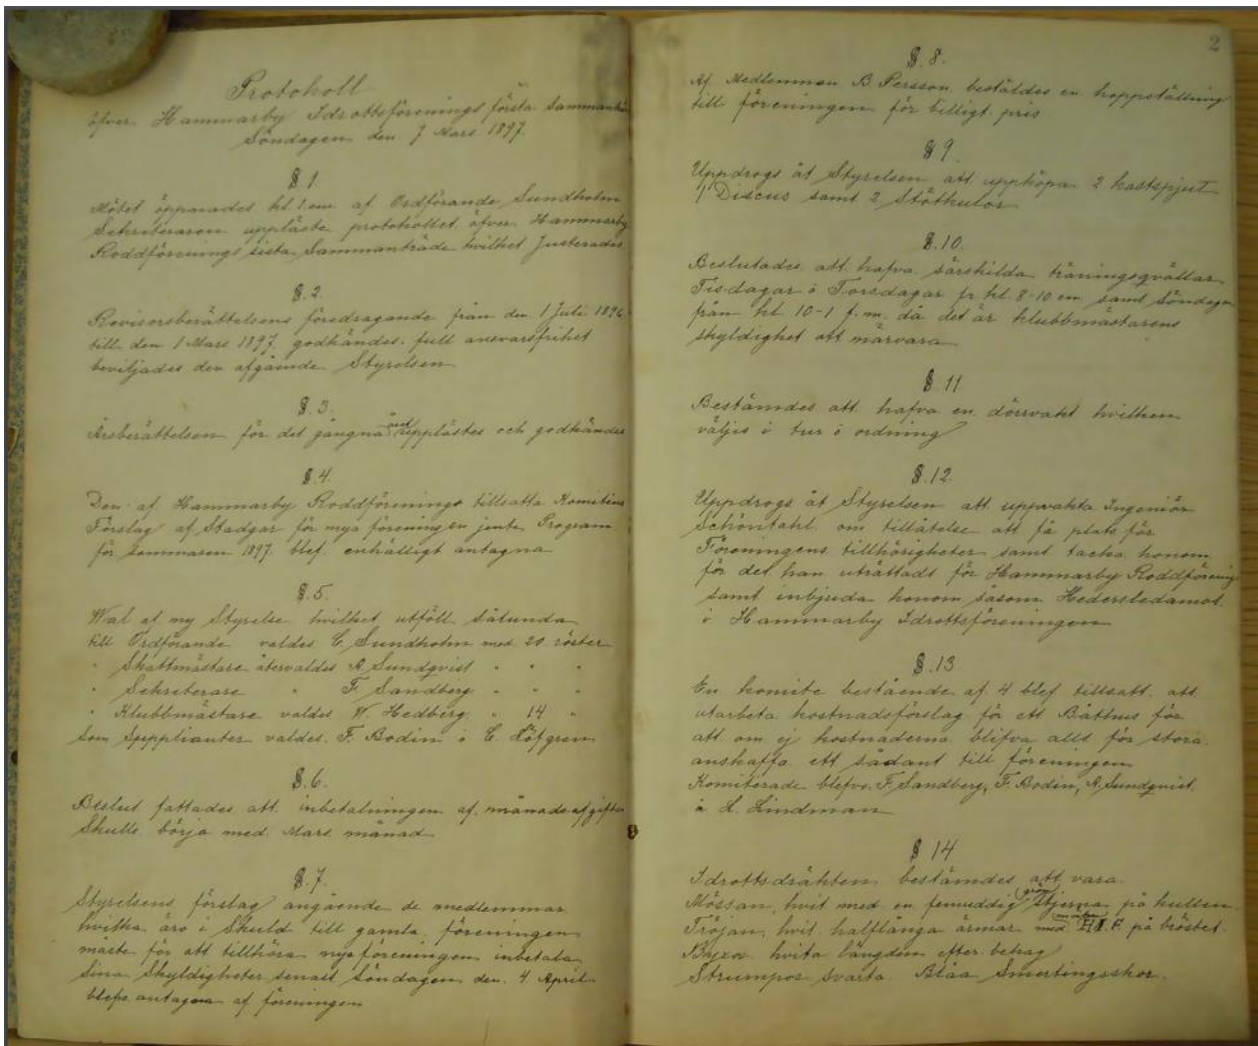 Protokoll
öfver Hammarby Idrottsförenings första Sammanträde
Söndagen den 7 Mars 1897.
§.1.
Mötet öppnades kl. 1 em. af Ordförande Sundholm
Sekreteraren uppläste protokollet öfver Hammarby
Roddförenings sista Sammanträde hvilket Justerades
§.2.
Revisorsberättelsens föredragande från den 1 Juli 1896
till den 1 Mars 1897. godkändes. full ansvarsfrihet
beviljades den afgående Styrelsen
§.3.
Årsberättelsen för det gångna året upplästes och godkändes
§.4.
Den af Hammarby Roddförenings tillsatta Komiténs
Förslag af Stadgar för nya föreningen jemte Program
för sommaren 1897. blef enhälligt antagna
§.5.
Wal af ny Styrelse hvilket utföll sålunda
till Ordförande valdes C. Sundholm med 20 röster
" Skattmästare återvaldes A. Sundqvist " " "
" Sekreterare " F. Sandberg " " "
" Klubbmästare valdes W. Hedberg " 14 "
Som Supplianter valdes F. Bodin i C. Löfgren
§.6.
Beslut fattades att inbetalningen af månadsafgifter
Skulle börja med Mars månad
§.7.
Styrelsens förslag angående de medlemmar
hvilka äro i Skuld till gamla föreningen
måste för att tillhöra nya föreningen inbetala
Sina Skyldigheter senast Söndagen den 4 April
blefs antagna af föreningen
2
§.8.
Af Medlemmen B Persson bestäldes en hoppställning
till föreningen för billigt pris
§9.
Uppdrogs åt Styrelsen att uppköpa 2 kastspjut
1 Discus samt 2 Stötkulor
§.10.
Beslutades att hafva särskilda träningsqvällar
Tisdagar i Torsdagar fr kl. 8-10 em samt Söndagar
från kl. 10-1 f.m. då det är klubbmästarens
skyldighet att närvara
§.11
Bestämdes att hafva en dörrvakt hvilken
väljes i tur i ordning
§.12.
Uppdrogs åt Styrelsen att uppvakta Ingeniör
Schöntahl om tillåtelse att få plats för
Föreningens tillhörigheter samt tacka honom
för det han uträttadt för Hammarby Roddförening
samt inbjuda honom såsom Hedersledamot
i Hammarby Idrottsföreningen
§.13
En komite bestående af 4 blef tillsatt att
utarbeta kostnadsförslag för ett Båthus för
att om ej kostnaderna blifva allt för stora
anskaffa ett sådant till föreningen
Komiterade blefvo F. Sandberg, F. Bodin, A. Sundqvist
å L. Lindman
§ 14
Idrottsdräkten bestämdes att vara
Mössan, hvit med en femuddig grön stjerna på kullen
Tröjan, hvit halflånga ärmar med H.I.F. på bröstet.
Byxor hvita längden efter behag
Strumpor Svarta. Blåa Smertingsskor.